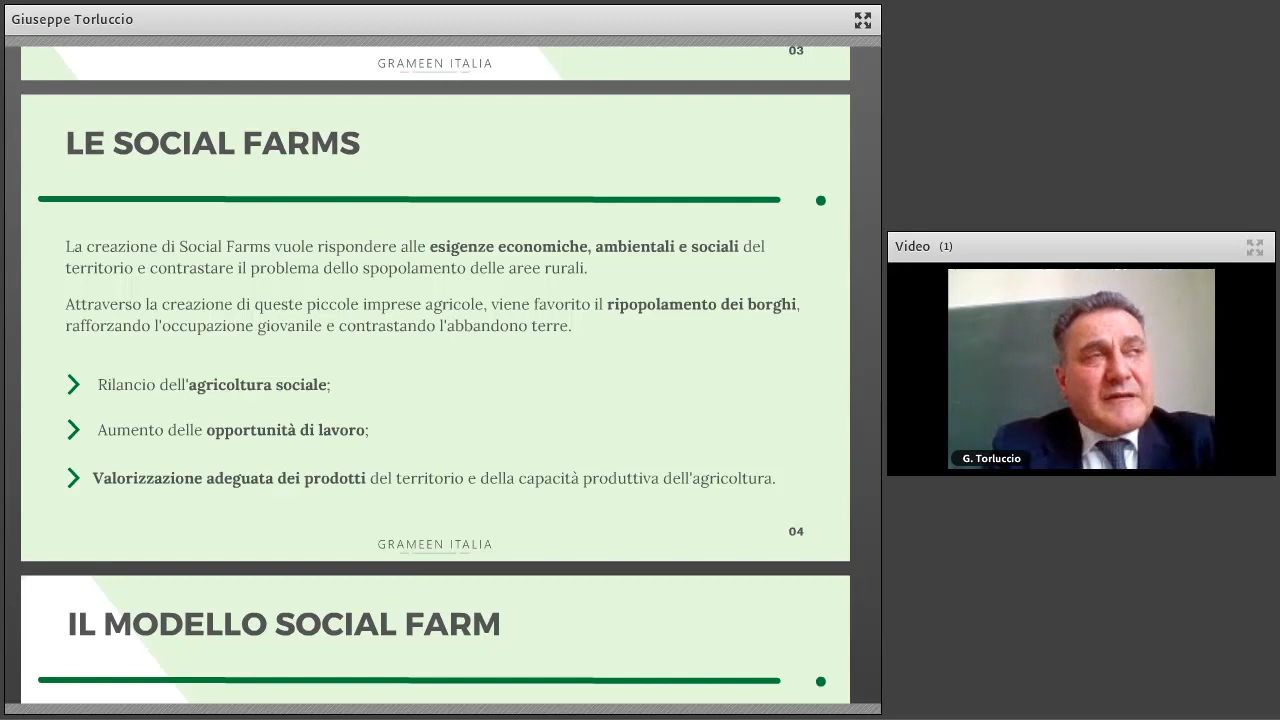 Giuseppe Torluccio
03
GRAMEEN ITALIA
LE SOCIAL FARMS
La creazione di Social Farms vuole rispondere alle esigenze economiche, ambientali e sociali del
territorio e contrastare il problema dello spopolamento delle aree rurali.
Attraverso la creazione di queste piccole imprese agricole, viene favorito il ripopolamento dei borghi,
rafforzando l'occupazione giovanile e contrastando l'abbandono terre.
Rilancio dell'agricoltura sociale;
Aumento delle opportunità di lavoro;
Valorizzazione adeguata dei prodotti del territorio e della capacità produttiva dell'agricoltura.
04
GRAMEEN ITALIA
IL MODELLO SOCIAL FARM
Video (1)
G. Torluccio